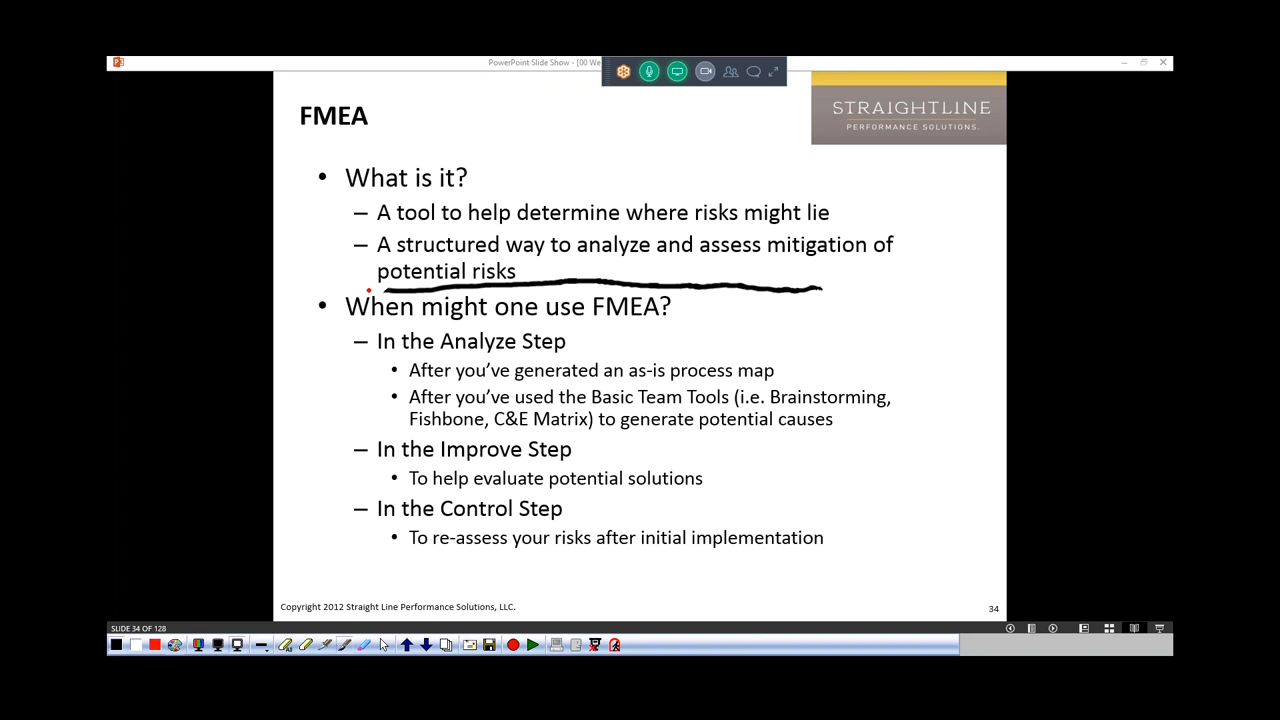 PowerPoint Slide Show - [00 We
FMEA
STRAIGHTLINE
PERFORMANCE SOLUTIONS.
• What is it?
– A tool to help determine where risks might lie
– A structured way to analyze and assess mitigation of
potential risks
• When might one use FMEA?
– In the Analyze Step
• After you’ve generated an as-is process map
• After you’ve used the Basic Team Tools (i.e. Brainstorming,
Fishbone, C&E Matrix) to generate potential causes
– In the Improve Step
• To help evaluate potential solutions
– In the Control Step
• To re-assess your risks after initial implementation
Copyright 2012 Straight Line Performance Solutions, LLC.
34
SLIDE 34 OF 128